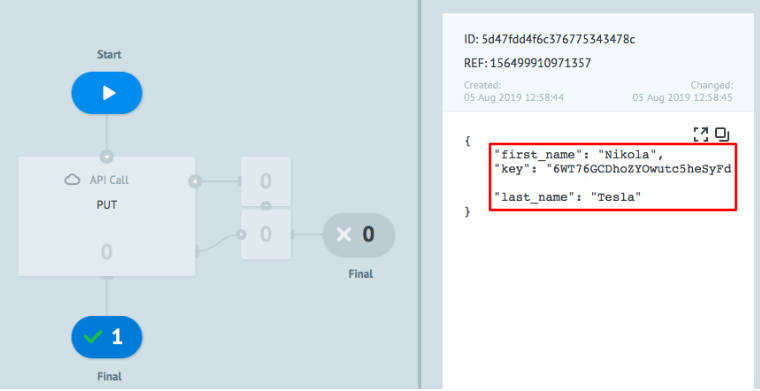 Start
API Call
PUT
0
0
0
0
Final
1
Final
ID: 5d47fdd4f6c376775343478c
REF: 156499910971357
Created:
Changed:
05 Aug 2019 12:58:44
05 Aug 2019 12:58:45
{
"first_name": "Nikola",
"key": "6WT76GCDhoZYOwutc5heSyFd
"last_name": "Tesla"
}